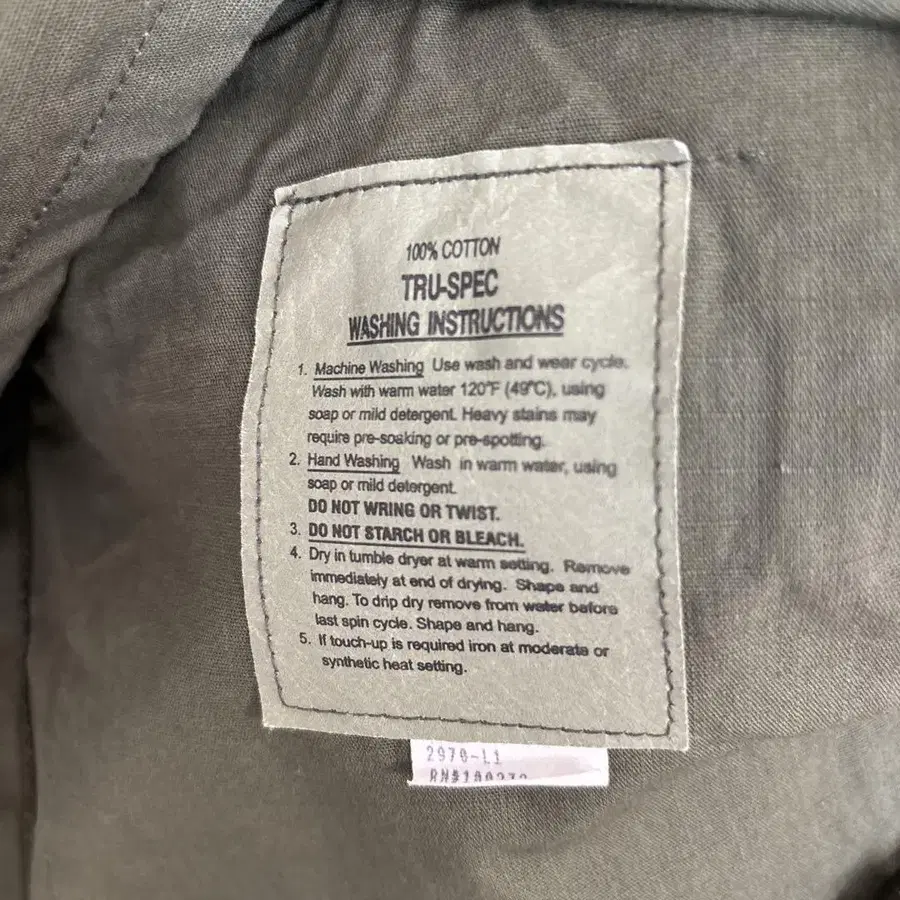 100% COTTON
TRU-SPEC
WASHING INSTRUCTIONS
1. Machine Washing Use wash and wear cycle.
Wash with warm water 120°F (49°C), using
soap or mild detergent. Heavy stains may
require pre-soaking or pre-spotting.
2. Hand Washing Wash in warm water, using
soap or mild detergent.
DO NOT WRING OR TWIST.
3. DO NOT STARCH OR BLEACH.
4. Dry in tumble dryer at warm setting. Remove
immediately at end of drying. Shape and
hang. To drip dry remove from water before
last spin cycle. Shape and hang.
5. If touch-up is required iron at moderate or
synthetic heat setting.
2970-L1